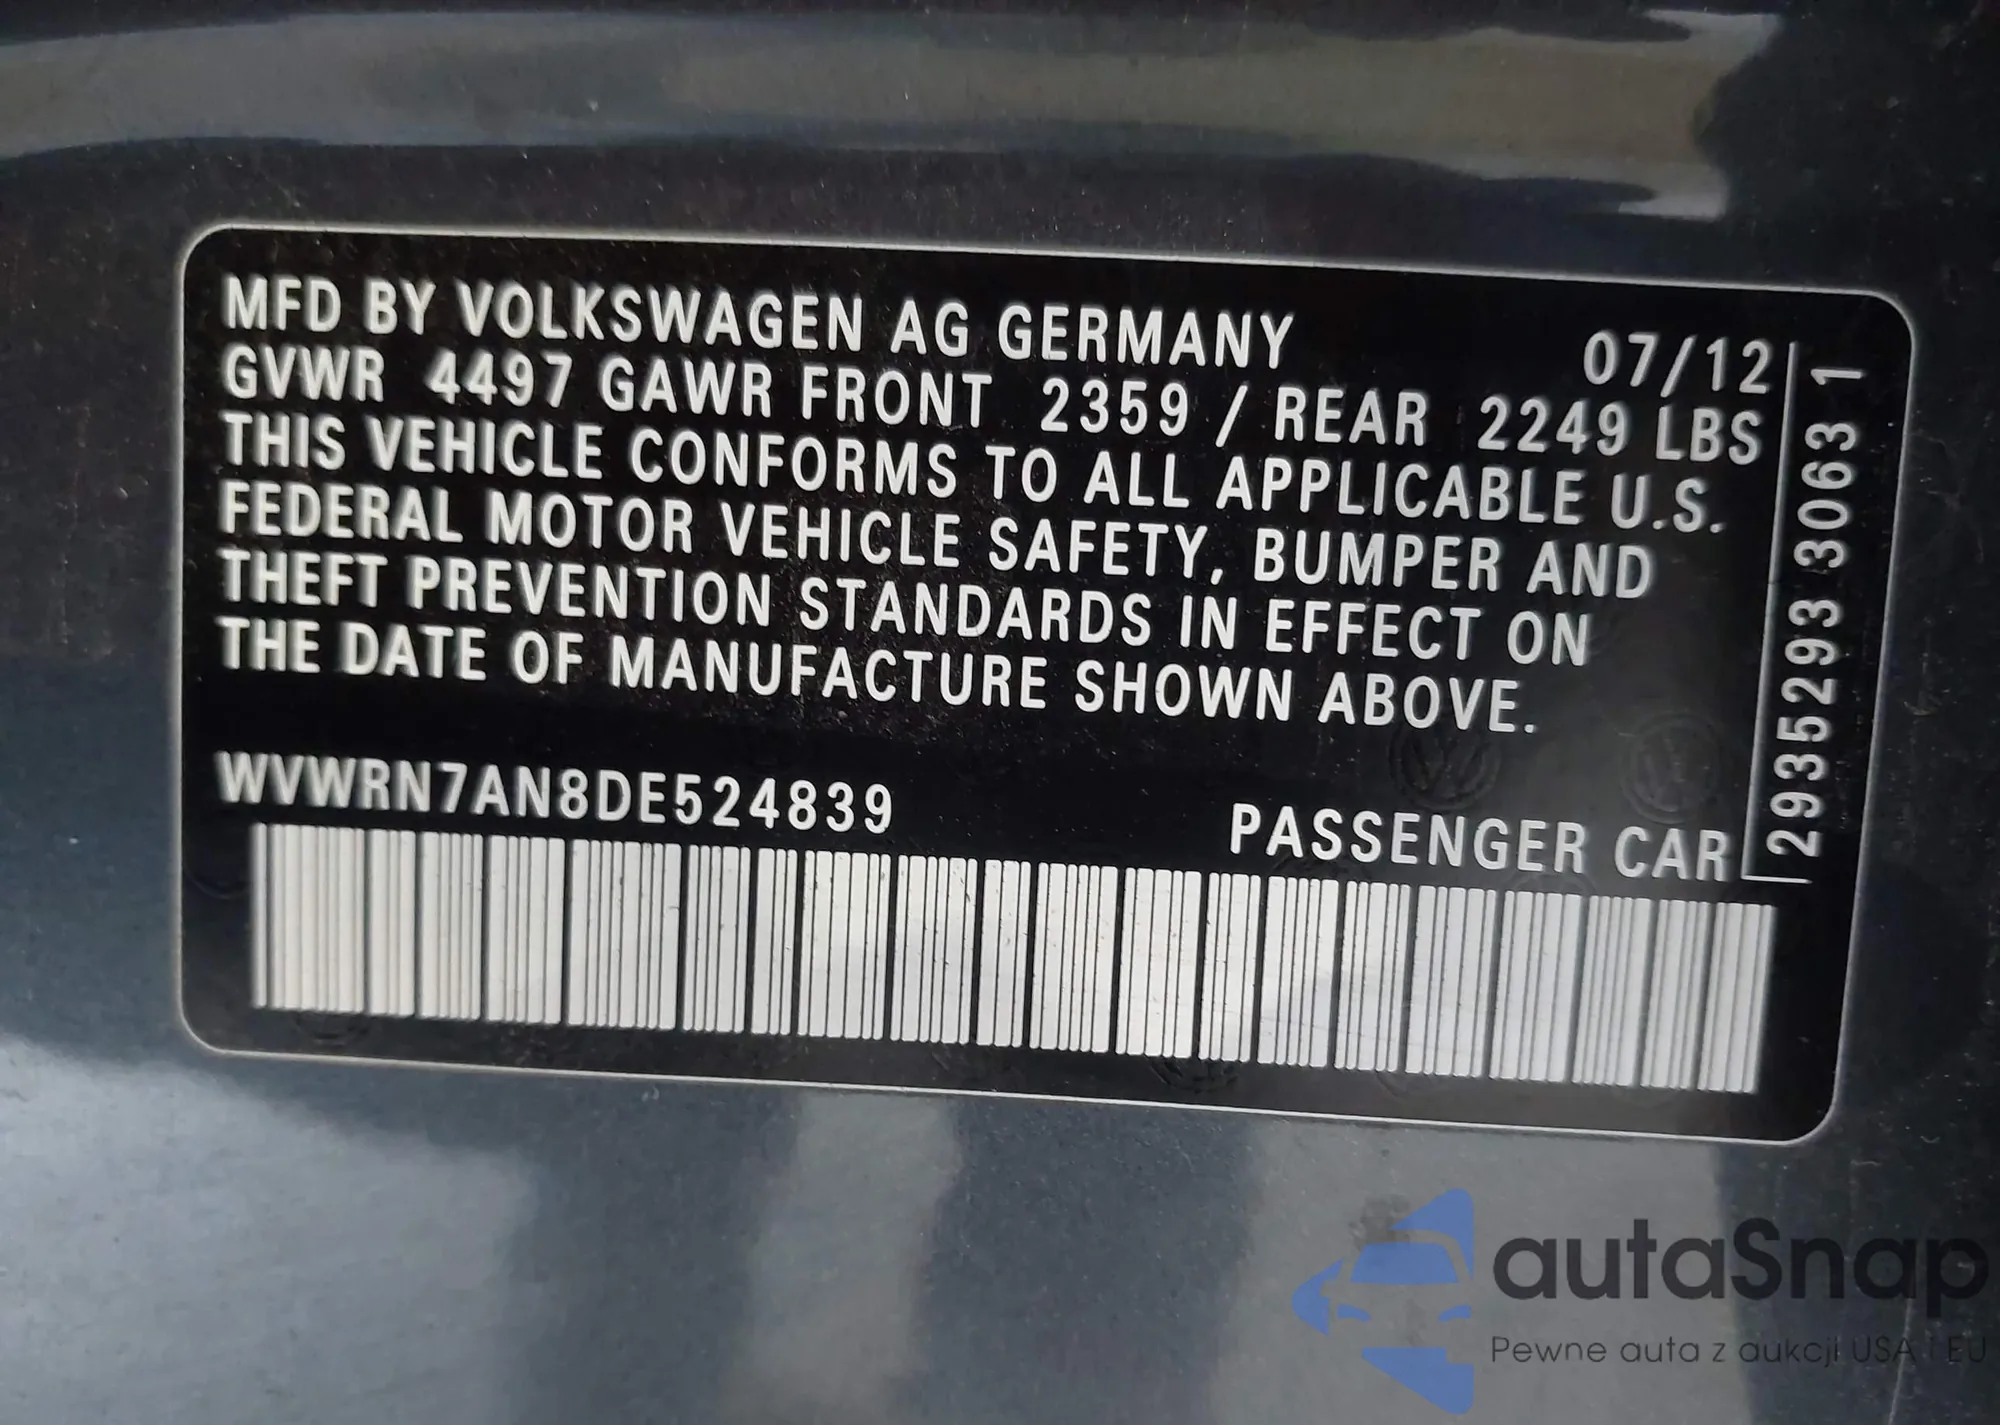 MFD BY VOLKSWAGEN AG GERMANY 07/12
GVWR 4497 GAWR FRONT 2359 / REAR 2249 LBS
THIS VEHICLE CONFORMS TO ALL APPLICABLE U.S.
FEDERAL MOTOR VEHICLE SAFETY, BUMPER AND
THEFT PREVENTION STANDARDS IN EFFECT ON
THE DATE OF MANUFACTURE SHOWN ABOVE.
WVWRN7AN8DE524839
PASSENGER CAR
2935293 3063 1
autaSnap
Pewne auta z aukcji USA i EU